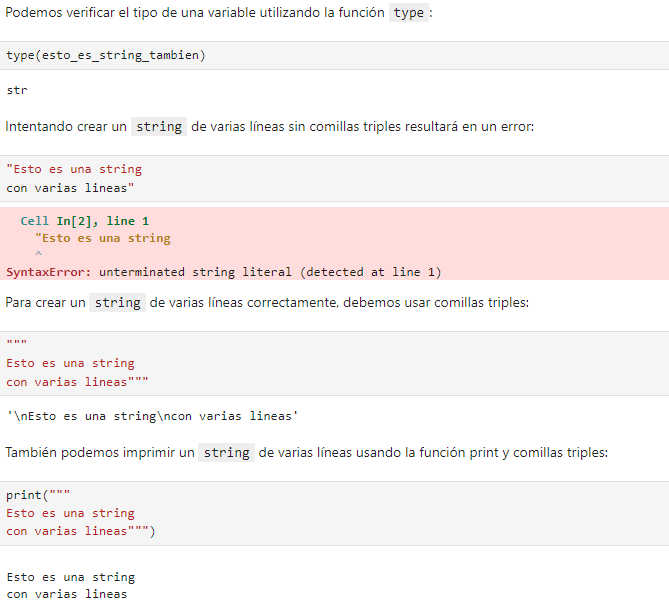 Podemos verificar el tipo de una variable utilizando la función type:
type(esto_es_string_tambien)
str
Intentando crear un string de varias líneas sin comillas triples resultará en un error:
"Esto es una string
con varias lineas"
Cell In[2], line 1
"Esto es una string
^
SyntaxError: unterminated string literal (detected at line 1)
Para crear un string de varias líneas correctamente, debemos usar comillas triples:
"""
Esto es una string
con varias lineas"""
'\nEsto es una string\ncon varias lineas'
También podemos imprimir un string de varias líneas usando la función print y comillas triples:
print("""
Esto es una string
con varias lineas""")
Esto es una string
con varias lineas